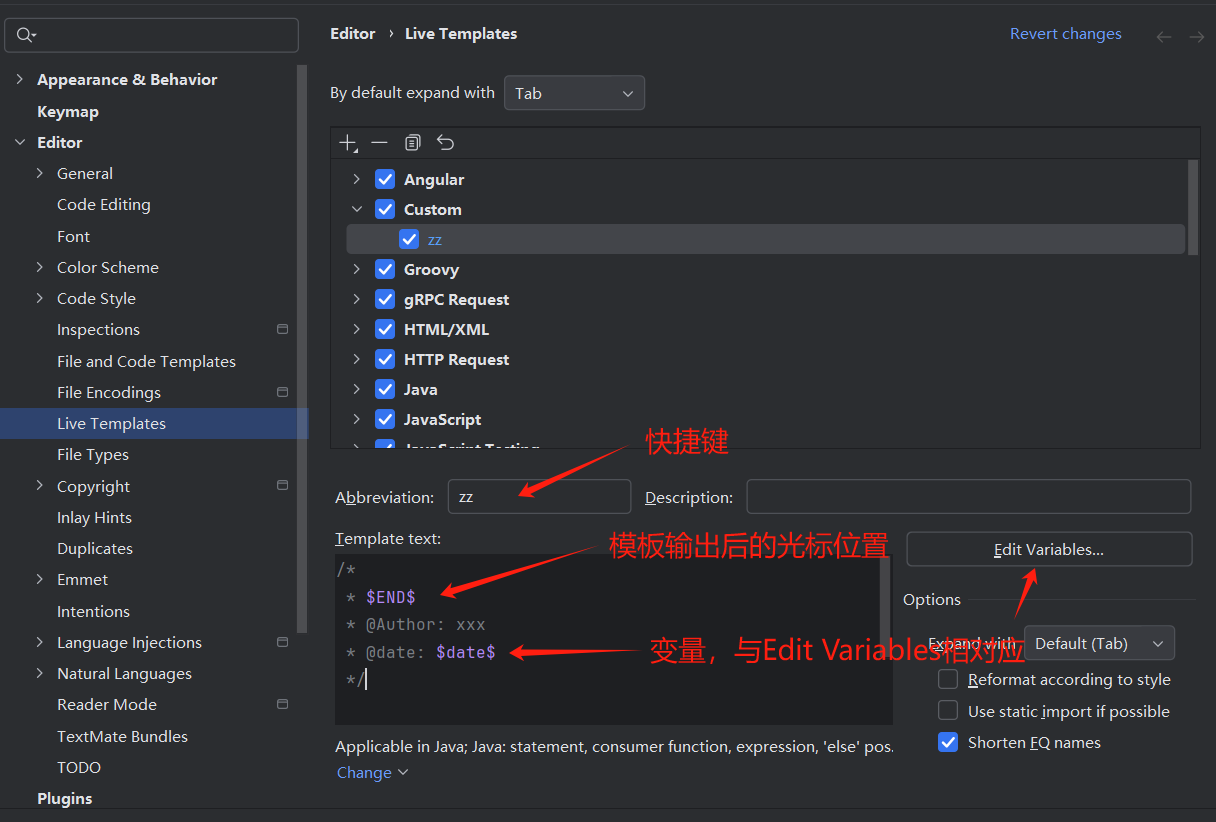 Editor › Live Templates
Revert changes
Appearance & Behavior
Keymap
Editor
General
Code Editing
Font
Color Scheme
Code Style
Inspections
File and Code Templates
File Encodings
Live Templates
File Types
Copyright
Inlay Hints
Duplicates
Emmet
Intentions
Language Injections
Natural Languages
Reader Mode
TextMate Bundles
TODO
Plugins
By default expand with Tab
Angular
Custom
zz
Groovy
gRPC Request
HTML/XML
HTTP Request
Java
JavaScript
JavaScript Testing
快捷键
Abbreviation: zz
Description:
Template text:
模板输出后的光标位置
/*
* $END$
* @Author: xxx
* @date: $date$
*/
变量，与Edit Variables相对应
Edit Variables...
Options
Expand with Default (Tab)
Reformat according to style
Use static import if possible
Shorten FQ names
Applicable in Java; Java: statement, consumer function, expression, 'else' pos.
Change